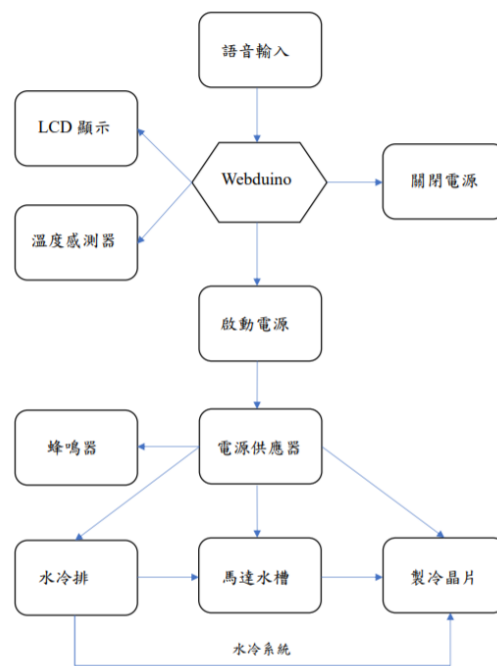 語音輸入
LCD 顯示
Webduino
關閉電源
溫度感測器
啟動電源
蜂鳴器
電源供應器
水冷排
馬達水槽
製冷晶片
水冷系統